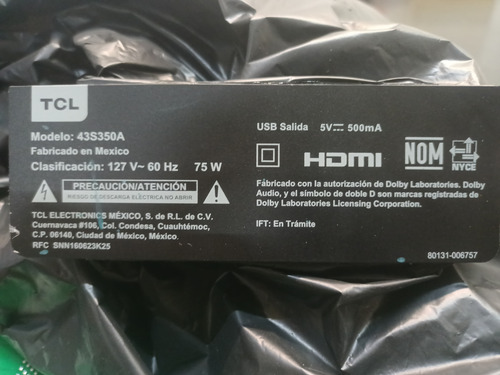 TCL
Modelo: 43S350A
Fabricado en Mexico
Clasificación: 127 V~ 60 Hz 75 W
PRECAUCIÓN/ATENCIÓN
RIESGO DE DESCARGA ELÉCTRICA NO ABRIR
TCL ELECTRONICS MÉXICO, S. de R.L. de C.V.
Cuernavaca #106, Col. Condesa, Cuauhtémoc,
C.P. 06140, Ciudad de México, México.
RFC SNN160623K25
USB Salida 5V⎓ 500mA
HDMI
NOM
NYCE
Fabricado con la autorización de Dolby Laboratories. Dolby
Audio, y el símbolo de doble D son marcas registradas de
Dolby Laboratories Licensing Corporation.
IFT: En Trámite
80131-006757